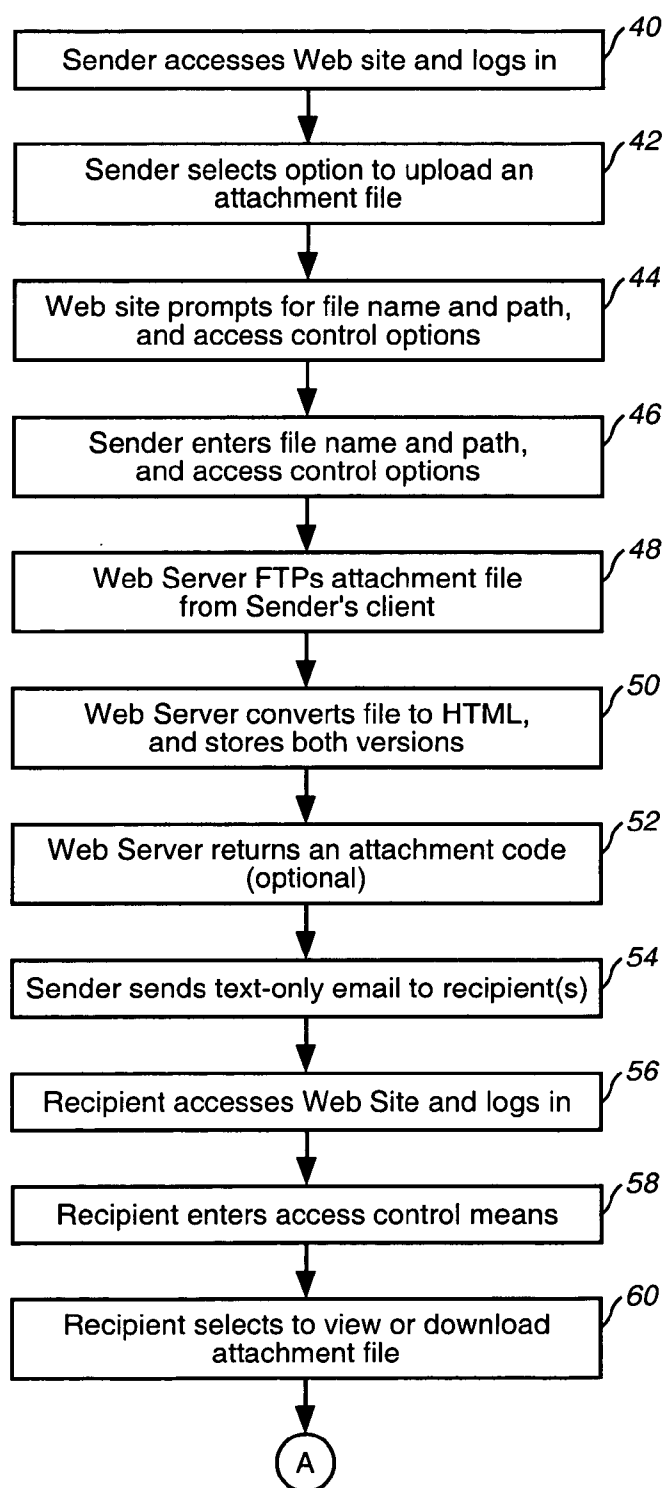 40
Sender accesses Web site and logs in
42
Sender selects option to upload an
attachment file
44
Web site prompts for file name and path,
and access control options
46
Sender enters file name and path,
and access control options
48
Web Server FTPs attachment file
from Sender's client
50
Web Server converts file to HTML,
and stores both versions
52
Web Server returns an attachment code
(optional)
54
Sender sends text-only email to recipient(s)
56
Recipient accesses Web Site and logs in
58
Recipient enters access control means
60
Recipient selects to view or download
attachment file
A